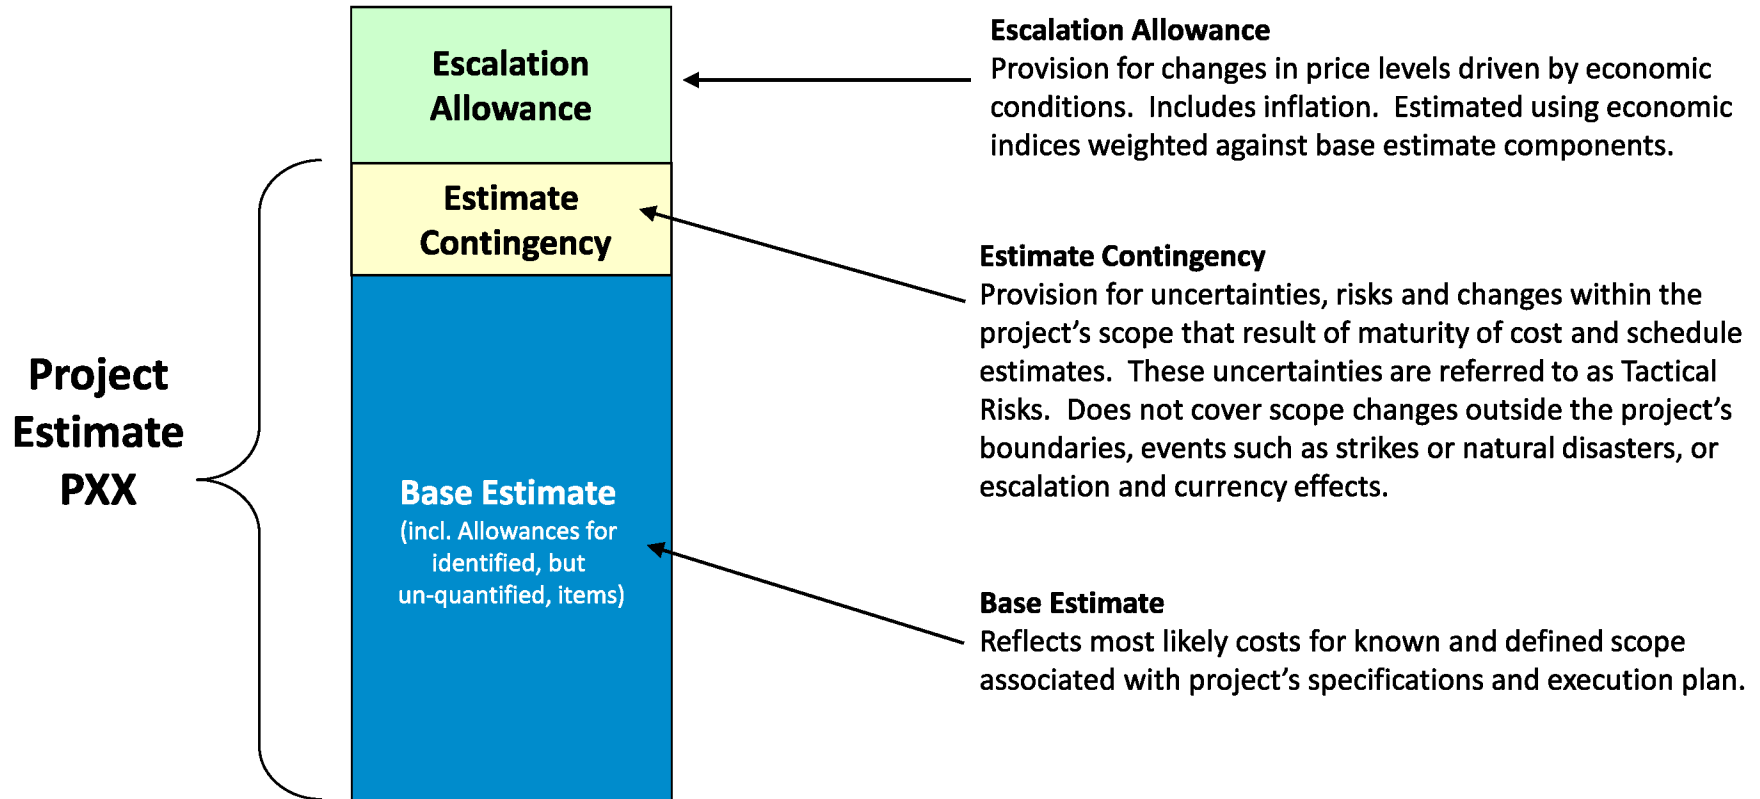 Escalation
Allowance
Estimate
Contingency
Project
Estimate
PXX
Base Estimate
(incl. Allowances for
identified, but
un-quantified, items)
Escalation Allowance
Provision for changes in price levels driven by economic
conditions.  Includes inflation.  Estimated using economic
indices weighted against base estimate components.
Estimate Contingency
Provision for uncertainties, risks and changes within the
project’s scope that result of maturity of cost and schedule
estimates.  These uncertainties are referred to as Tactical
Risks.  Does not cover scope changes outside the project’s
boundaries, events such as strikes or natural disasters, or
escalation and currency effects.
Base Estimate
Reflects most likely costs for known and defined scope
associated with project’s specifications and execution plan.